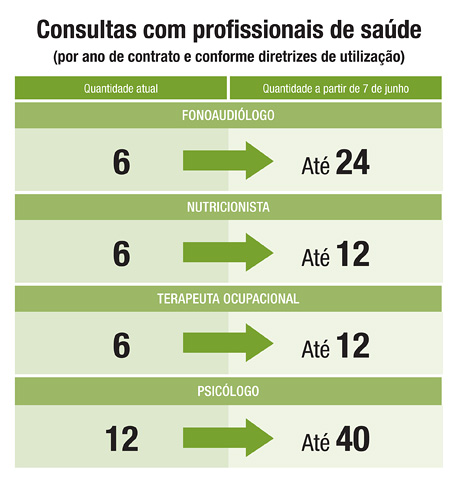 Consultas com profissionais de saúde
(por ano de contrato e conforme diretrizes de utilização)
Quantidade atual
Quantidade a partir de 7 de junho
FONOAUDIÓLOGO
6
Até 24
NUTRICIONISTA
6
Até 12
TERAPEUTA OCUPACIONAL
6
Até 12
PSICÓLOGO
12
Até 40